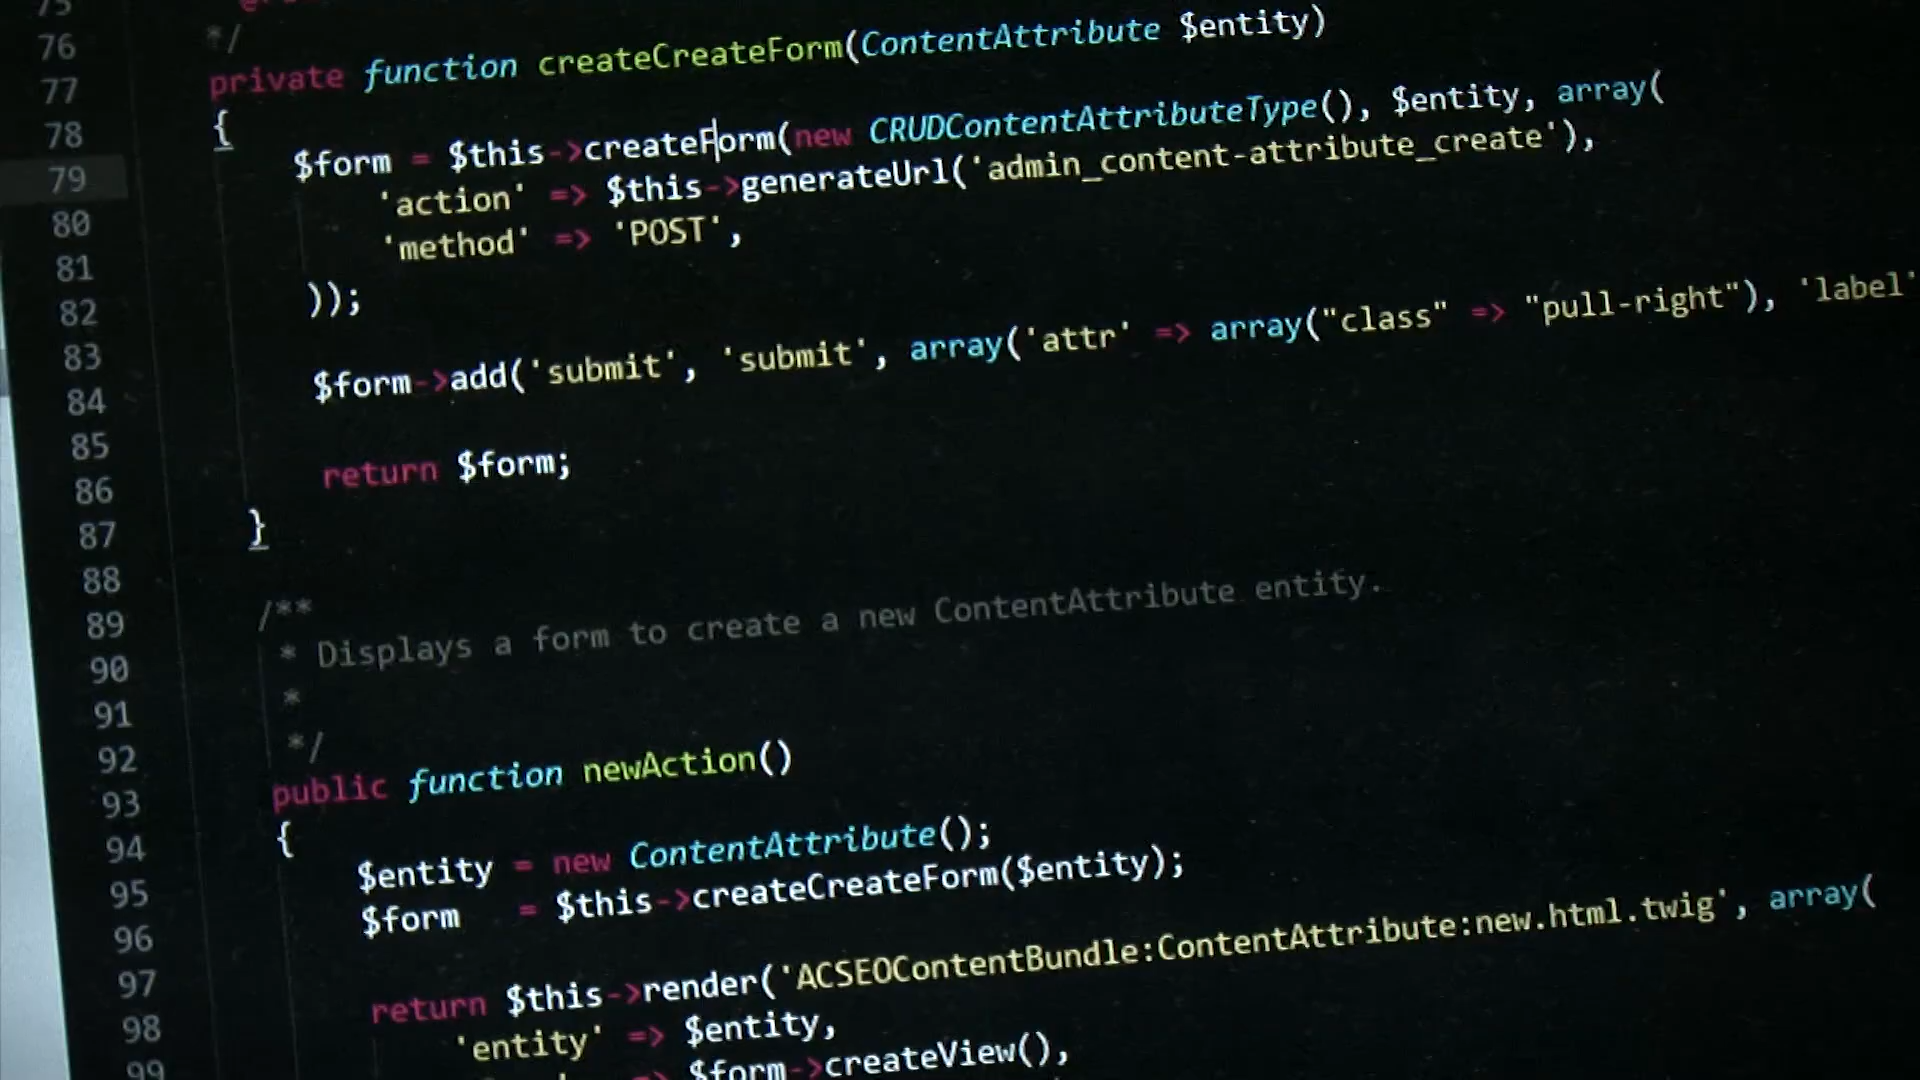 75
76 */
77 private function createCreateForm(ContentAttribute $entity)
78 {
79 $form = $this->createForm(new CRUDContentAttributeType(), $entity, array(
80 'action' => $this->generateUrl('admin_content-attribute_create'),
81 'method' => 'POST',
82 ));
83
84 $form->add('submit', 'submit', array('attr' => array("class" => "pull-right"), 'label'
85
86 return $form;
87 }
88
89 /**
90 * Displays a form to create a new ContentAttribute entity.
91 *
92 */
93 public function newAction()
94 {
95 $entity = new ContentAttribute();
96 $form = $this->createCreateForm($entity);
97
98 return $this->render('ACSEOContentBundle:ContentAttribute:new.html.twig', array(
99 'entity' => $entity,
=> $form->createView(),